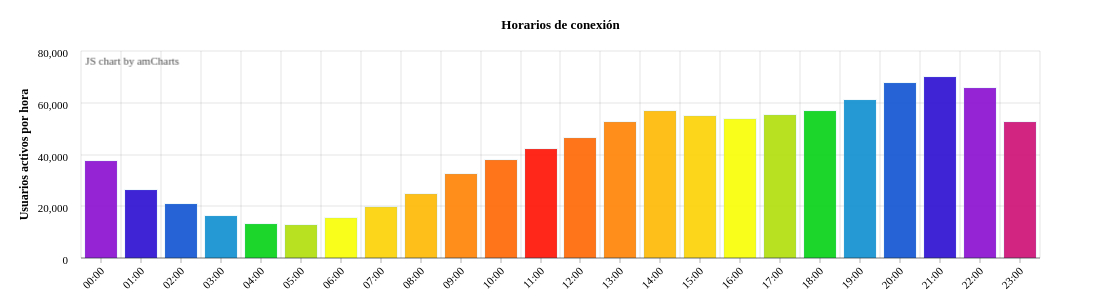 Horarios de conexión
80,000
JS chart by amCharts
60,000
40,000
20,000
0
Usuarios activos por hora
00:00 01:00 02:00 03:00 04:00 05:00 06:00 07:00 08:00 09:00 10:00 11:00 12:00 13:00 14:00 15:00 16:00 17:00 18:00 19:00 20:00 21:00 22:00 23:00